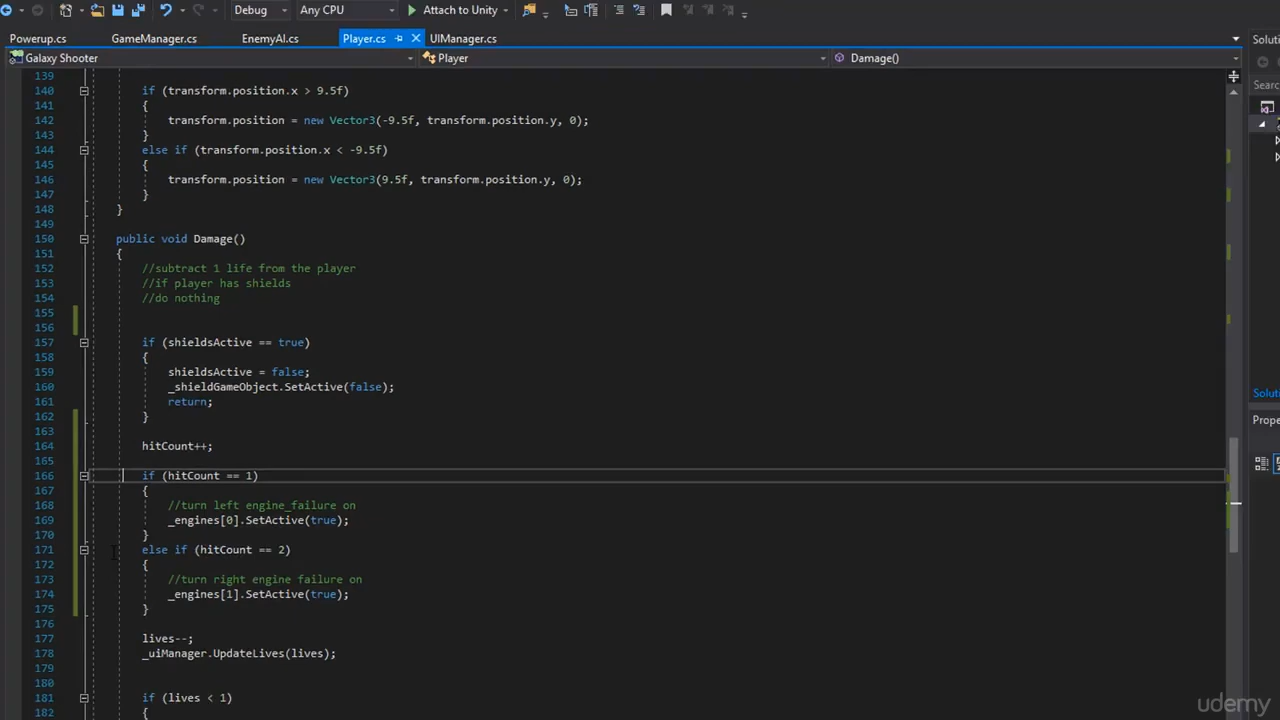 Debug Any CPU Attach to Unity
Powerup.cs GameManager.cs EnemyAI.cs Player.cs UIManager.cs Soluti
Galaxy Shooter Player Damage()
Searc
139
140 if (transform.position.x > 9.5f)
141 {
142 transform.position = new Vector3(-9.5f, transform.position.y, 0);
143 }
144 else if (transform.position.x < -9.5f)
145 {
146 transform.position = new Vector3(9.5f, transform.position.y, 0);
147 }
148 }
149
150 public void Damage()
151 {
152 //subtract 1 life from the player
153 //if player has shields
154 //do nothing
155
156
157 if (shieldsActive == true)
158 {
159 shieldsActive = false;
160 _shieldGameObject.SetActive(false);
161 return;
162 }
163
164 hitCount++;
165
166 if (hitCount == 1)
167 {
168 //turn left engine_failure on
169 _engines[0].SetActive(true);
170 }
171 else if (hitCount == 2)
172 {
173 //turn right engine failure on
174 _engines[1].SetActive(true);
175 }
176
177 lives--;
178 _uiManager.UpdateLives(lives);
179
180
181 if (lives < 1)
182 {
Soluti
Prope
udemy